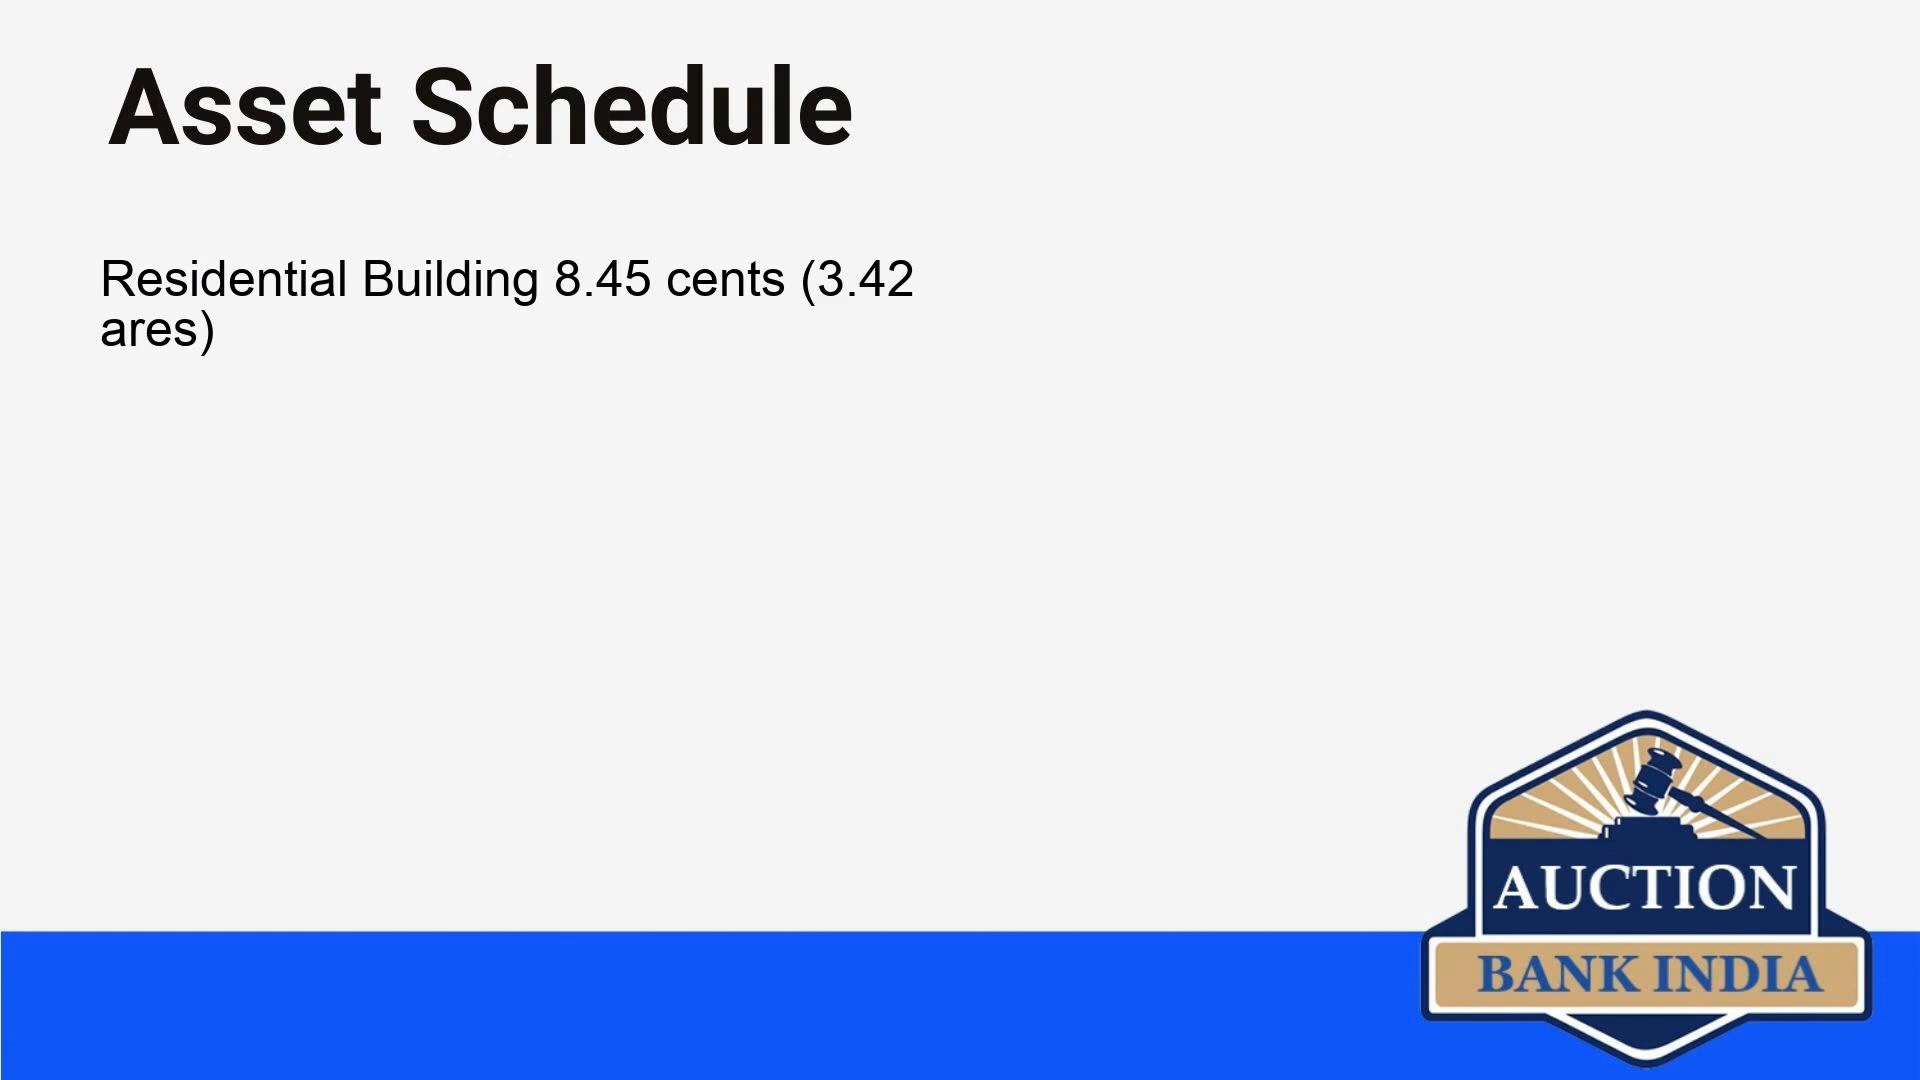 Asset Schedule
Residential Building 8.45 cents (3.42
ares)
AUCTION
BANK INDIA